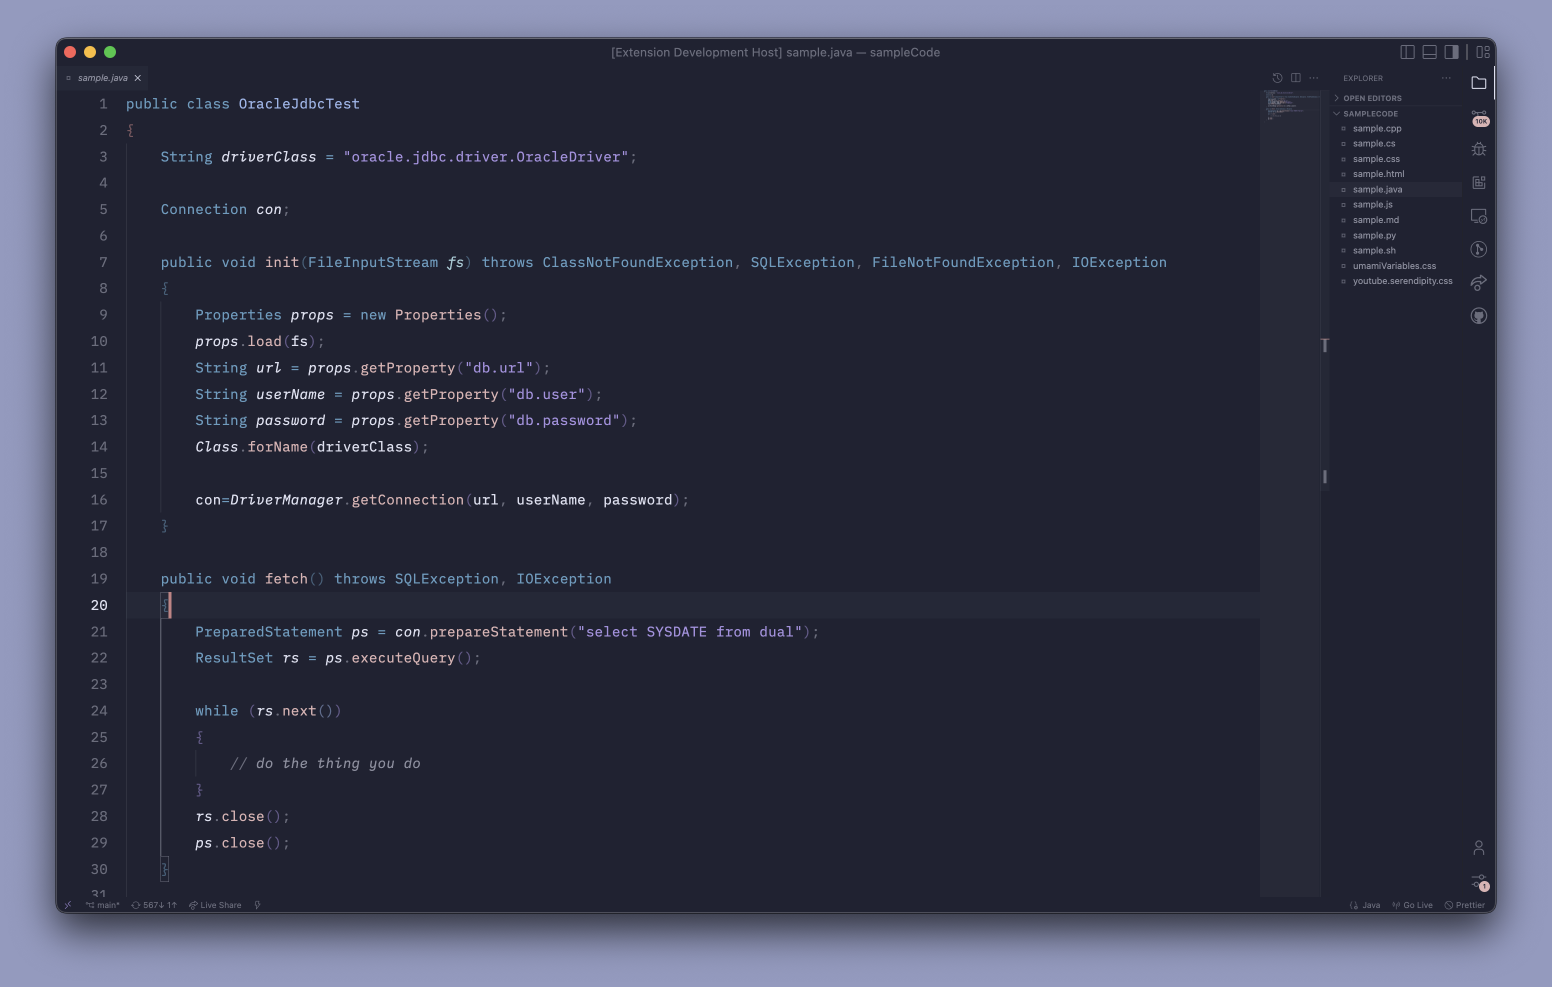 [Extension Development Host] sample.java — sampleCode
sample.java
1 public class OracleJdbcTest
2 {
3 String driverClass = "oracle.jdbc.driver.OracleDriver";
4
5 Connection con;
6
7 public void init(FileInputStream fs) throws ClassNotFoundException, SQLException, FileNotFoundException, IOException
8 {
9 Properties props = new Properties();
10 props.load(fs);
11 String url = props.getProperty("db.url");
12 String userName = props.getProperty("db.user");
13 String password = props.getProperty("db.password");
14 Class.forName(driverClass);
15
16 con=DriverManager.getConnection(url, userName, password);
17 }
18
19 public void fetch() throws SQLException, IOException
20 {
21 PreparedStatement ps = con.prepareStatement("select SYSDATE from dual");
22 ResultSet rs = ps.executeQuery();
23
24 while (rs.next())
25 {
26 // do the thing you do
27 }
28 rs.close();
29 ps.close();
30 }
31
EXPLORER
OPEN EDITORS
SAMPLECODE
sample.cpp
sample.cs
sample.css
sample.html
sample.java
sample.js
sample.md
sample.py
sample.sh
umamiVariables.css
youtube.serendipity.css
10K
1
main* 567↓ 1↑ Live Share
Java Go Live Prettier